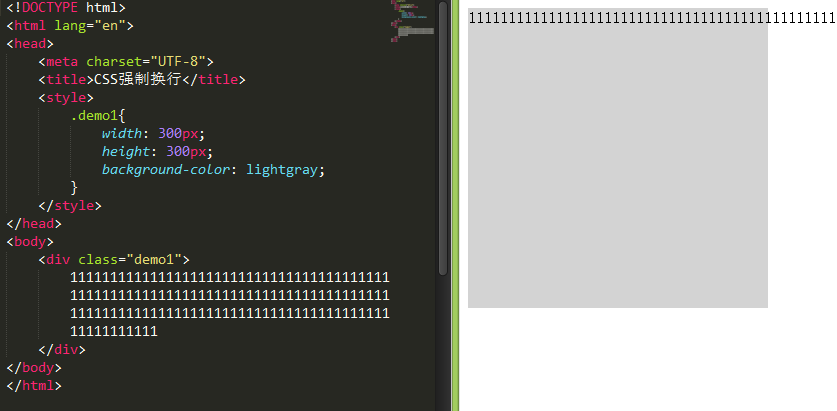 <!DOCTYPE html>
<html lang="en">
<head>
    <meta charset="UTF-8">
    <title>CSS强制换行</title>
    <style>
        .demo1{
            width: 300px;
            height: 300px;
            background-color: lightgray;
        }
    </style>
</head>
<body>
    <div class="demo1">
        1111111111111111111111111111111111111111
        1111111111111111111111111111111111111111
        1111111111111111111111111111111111111111
        11111111111
    </div>
</body>
</html>
1111111111111111111111111111111111111111111111